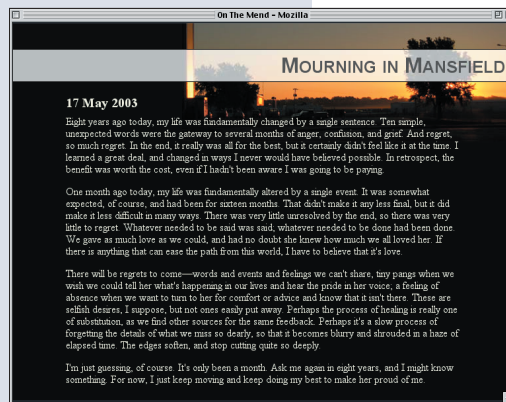 On The Mend - Mozilla
MOURNING IN MANSFIELD
17 May 2003
Eight years ago today, my life was fundamentally changed by a single sentence. Ten simple,
unexpected words were the gateway to several months of anger, confusion, and grief. And regret,
so much regret. In the end, it really was all for the best, but it certainly didn't feel like it at the time. I
learned a great deal, and changed in ways I never would have believed possible. In retrospect, the
benefit was worth the cost, even if I hadn't been aware I was going to be paying.
One month ago today, my life was fundamentally altered by a single event. It was somewhat
expected, of course, and had been for sixteen months. That didn't make it any less final, but it did
make it less difficult in many ways. There was very little unresolved by the end, so there was very
little to regret. Whatever needed to be said was said; whatever needed to be done had been done.
We gave as much love as we could, and had no doubt she knew how much we all loved her. If
there is anything that can ease the path from this world, I have to believe that it's love.
There will be regrets to come—words and events and feelings we can't share, tiny pangs when we
wish we could tell her what's happening in our lives and hear the pride in her voice; a feeling of
absence when we want to turn to her for comfort or advice and know that it isn't there. These are
selfish desires, I suppose, but not ones easily put away. Perhaps the process of healing is really one
of substitution, as we find other sources for the same feedback. Perhaps it's a slow process of
forgetting the details of what we miss so dearly, so that it becomes blurry and shrouded in a haze of
elapsed time. The edges soften, and stop cutting quite so deeply.
I'm just guessing, of course. It's only been a month. Ask me again in eight years, and I might know
something. For now, I just keep moving and keep doing my best to make her proud of me.